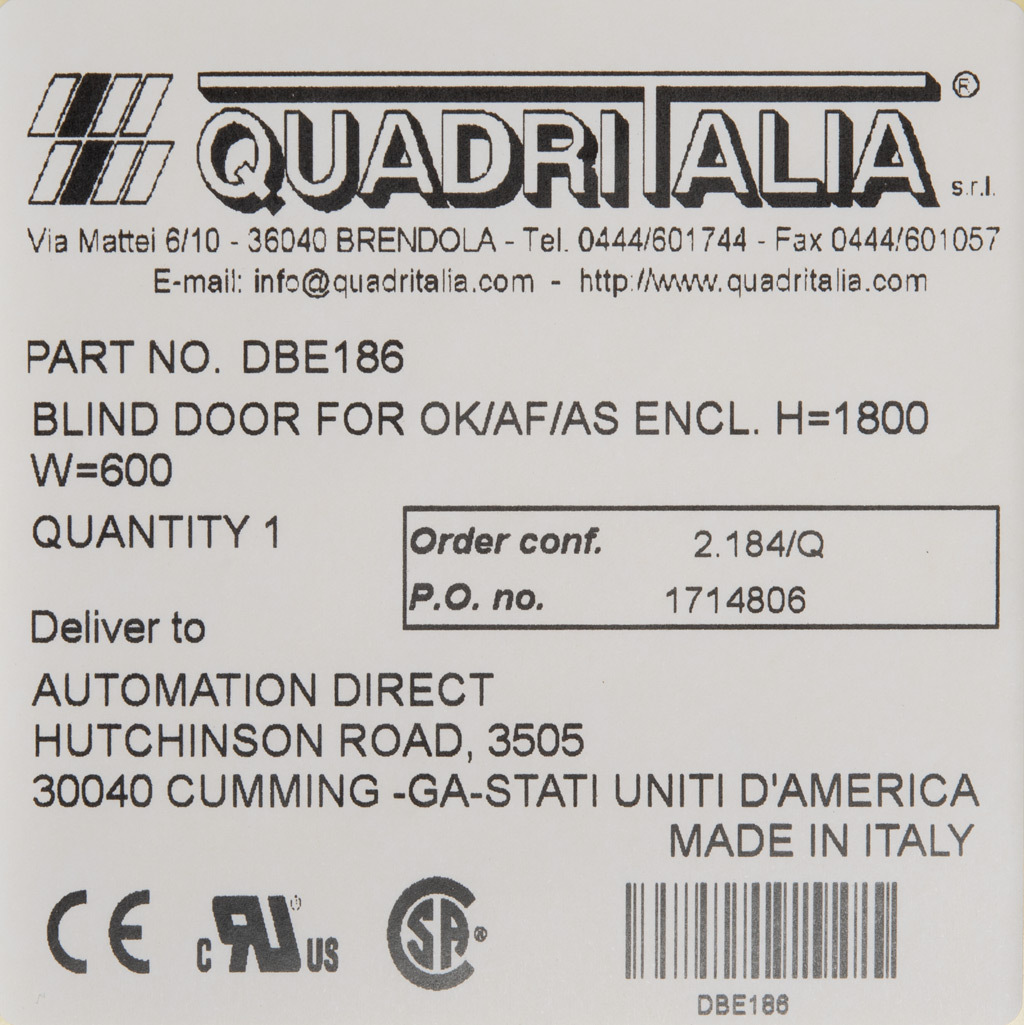 QUADRITALIA ® s.r.l.
Via Mattei 6/10 - 36040 BRENDOLA - Tel. 0444/601744 - Fax 0444/601057
E-mail: info@quadritalia.com - http://www.quadritalia.com
PART NO. DBE186
BLIND DOOR FOR OK/AF/AS ENCL. H=1800
W=600
QUANTITY 1
Order conf. 2.184/Q
P.O. no. 1714806
Deliver to
AUTOMATION DIRECT
HUTCHINSON ROAD, 3505
30040 CUMMING -GA-STATI UNITI D'AMERICA
MADE IN ITALY
CE c RU US CSA ®
DBE186